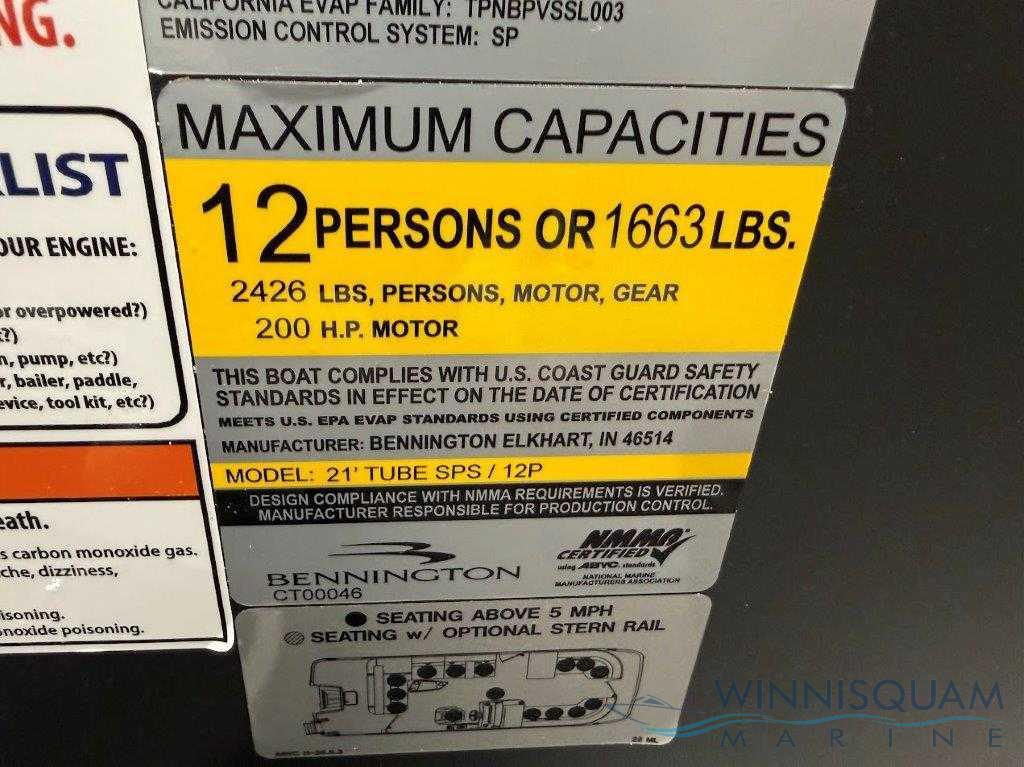 NG.
LIST
OUR ENGINE:
or overpowered?)
?)
n, pump, etc?)
r, bailer, paddle,
evice, tool kit, etc?)
eath.
s carbon monoxide gas.
che, dizziness,
isoning.
noxide poisoning.
CALIFORNIA EVAP FAMILY: TPNBPVSSL003
EMISSION CONTROL SYSTEM: SP
MAXIMUM CAPACITIES
12 PERSONS OR 1663 LBS.
2426 LBS, PERSONS, MOTOR, GEAR
200 H.P. MOTOR
THIS BOAT COMPLIES WITH U.S. COAST GUARD SAFETY
STANDARDS IN EFFECT ON THE DATE OF CERTIFICATION
MEETS U.S. EPA EVAP STANDARDS USING CERTIFIED COMPONENTS
MANUFACTURER: BENNINGTON ELKHART, IN 46514
MODEL: 21' TUBE SPS / 12P
DESIGN COMPLIANCE WITH NMMA REQUIREMENTS IS VERIFIED.
MANUFACTURER RESPONSIBLE FOR PRODUCTION CONTROL.
BENNINGTON
CT00046
NMMA
CERTIFIED
using ABYC. standards
NATIONAL MARINE
MANUFACTURERS ASSOCIATION
SEATING ABOVE 5 MPH
SEATING w/ OPTIONAL STERN RAIL
22 ML
WINNISQUAM
MARINE